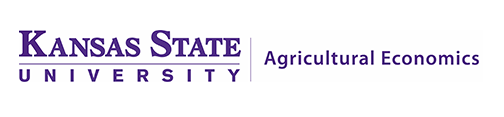 KANSAS STATE
UNIVERSITY
Agricultural Economics